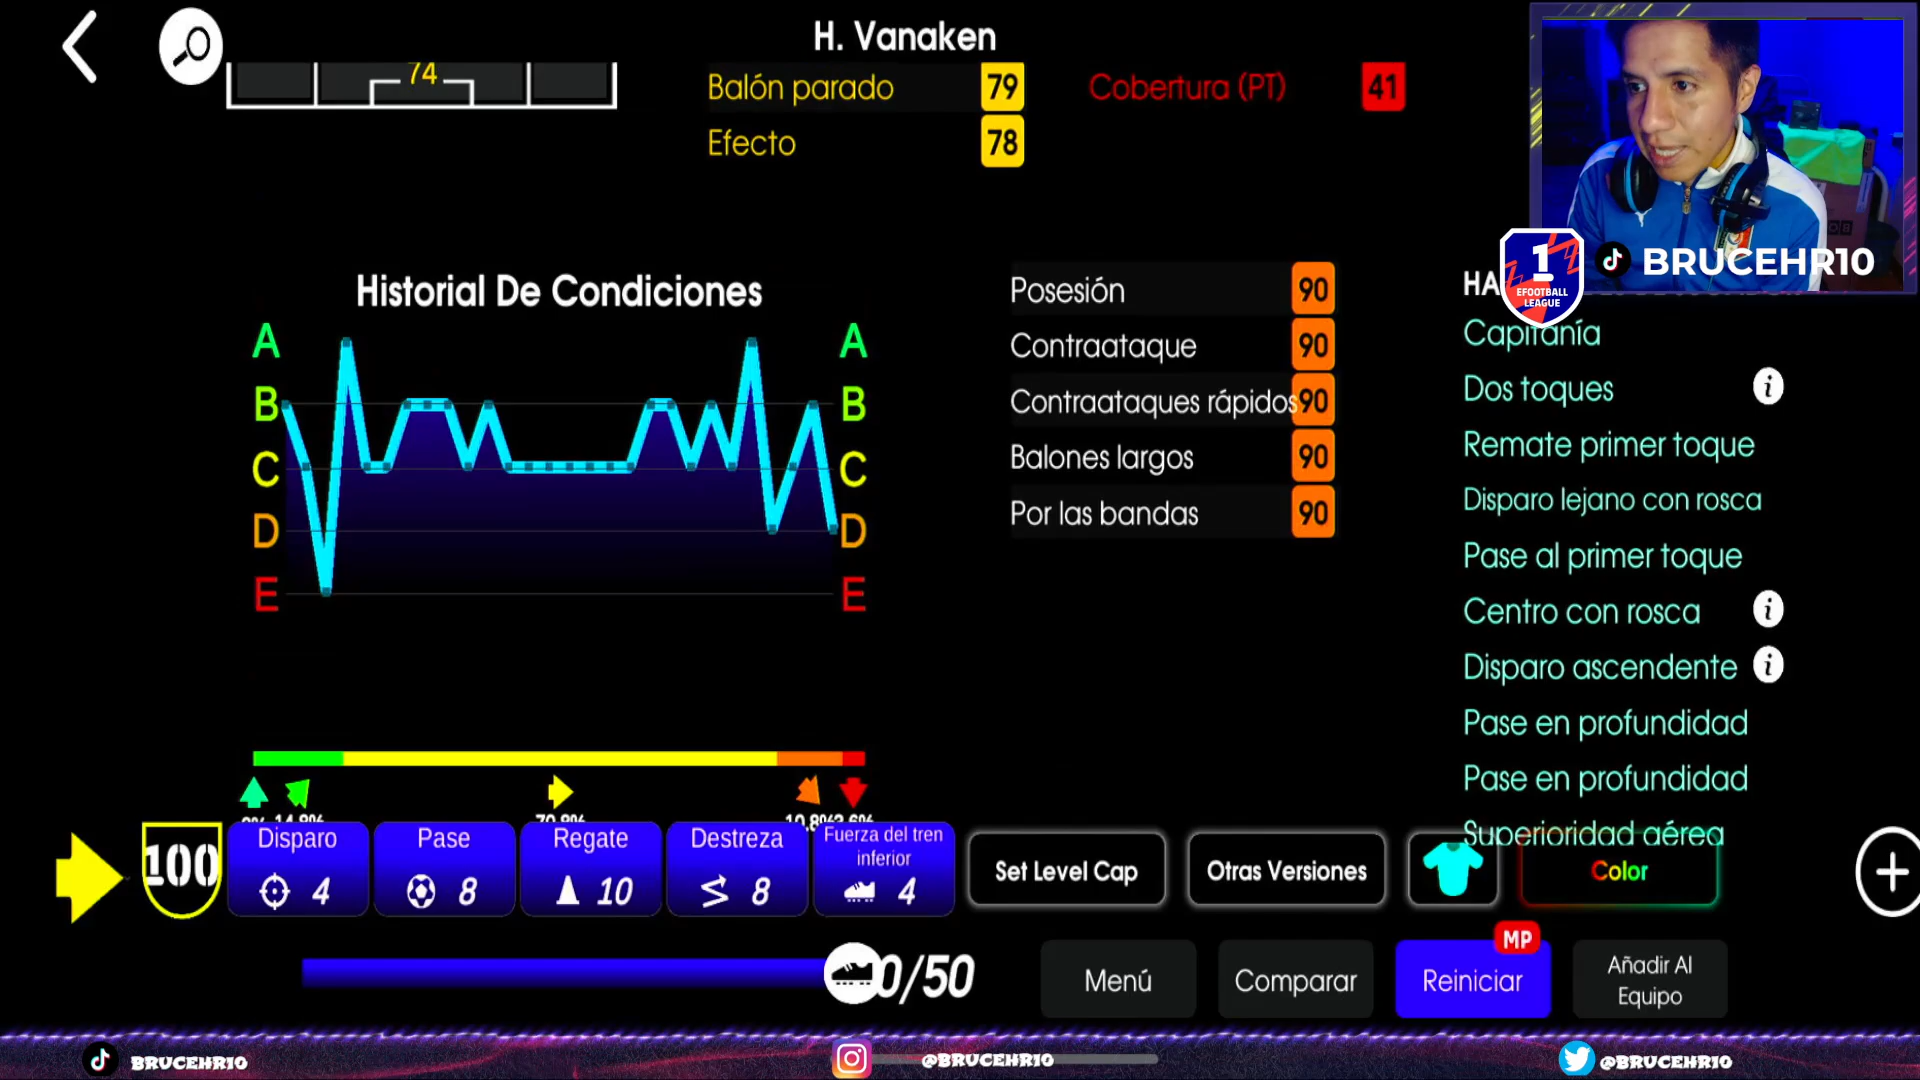 H. Vanaken
74
Balón parado 79
Cobertura (PT) 41
Efecto 78
BRUCEHR10
1
EFOOTBALL
LEAGUE
Historial De Condiciones
A A
B B
C C
D D
E E
Posesión 90
Contraataque 90
Contraataques rápidos 90
Balones largos 90
Por las bandas 90
HA
Capitanía
Dos toques i
Remate primer toque
Disparo lejano con rosca
Pase al primer toque
Centro con rosca i
Disparo ascendente i
Pase en profundidad
Pase en profundidad
Superioridad aérea
100
Disparo
4
Pase
8
Regate
10
Destreza
8
Fuerza del tren
inferior
4
Set Level Cap
Otras Versiones
Color
0/50
Menú
Comparar
MP
Reiniciar
Añadir Al
Equipo
BRUCEHR10
@BRUCEHR10
@BRUCEHR10